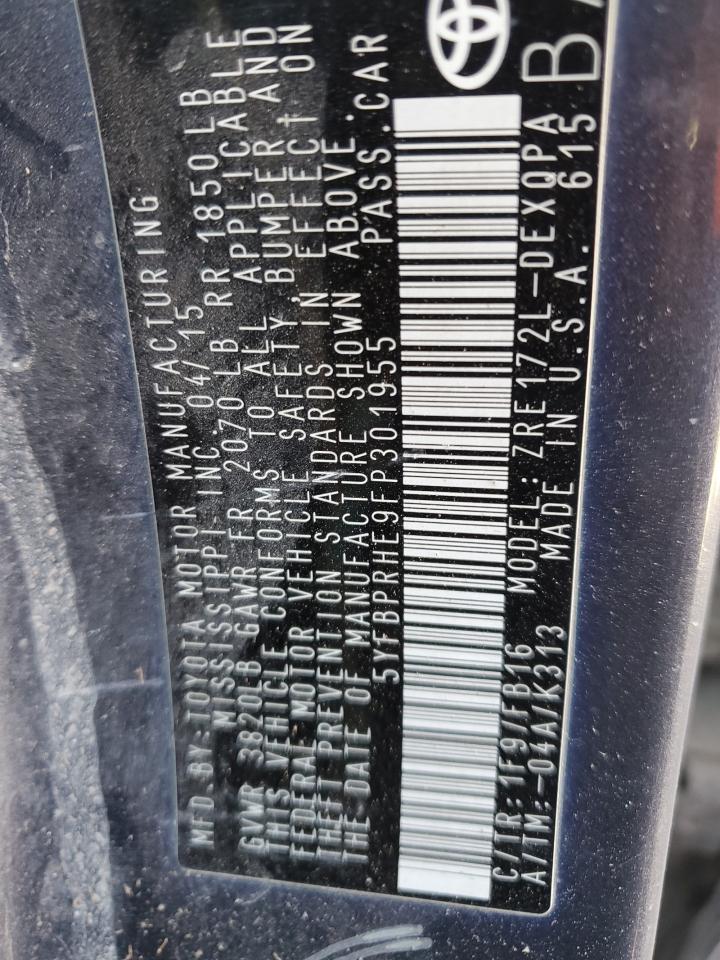 MFD BY:TOYOTA MOTOR MANUFACTURING
MISSISSIPPI INC. 04/15
GVWR 3820LB GAWR FR 2070LB RR 1850LB
THIS VEHICLE CONFORMS TO ALL APPLICABLE
FEDERAL MOTOR VEHICLE SAFETY,BUMPER AND
THEFT PREVENTION STANDARDS IN EFFECT ON
THE DATE OF MANUFACTURE SHOWN ABOVE.
5YFBPRHE9FP301955 PASS.CAR
C/TR:1F9/FB16 MODEL:ZRE172L-DEXQPA
A/TM:-04A/K313 MADE IN U.S.A. 615B